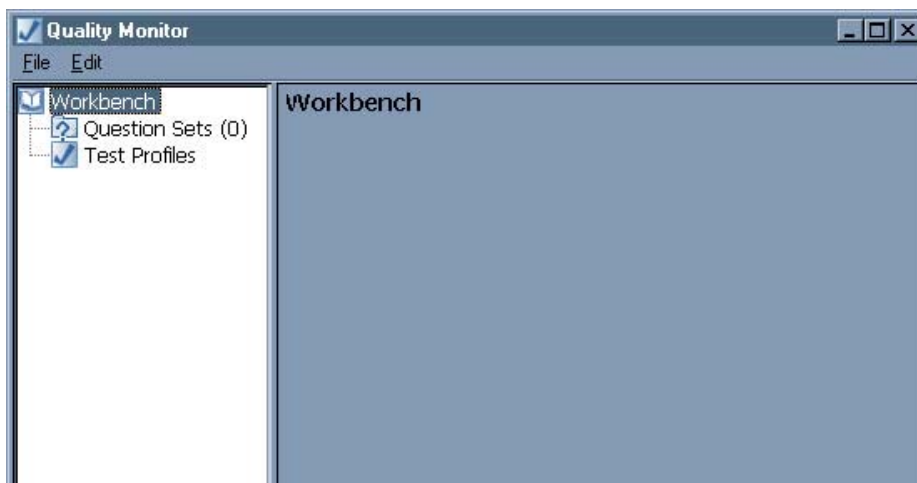 Quality Monitor
File Edit
Workbench
Question Sets (0)
Test Profiles
Workbench